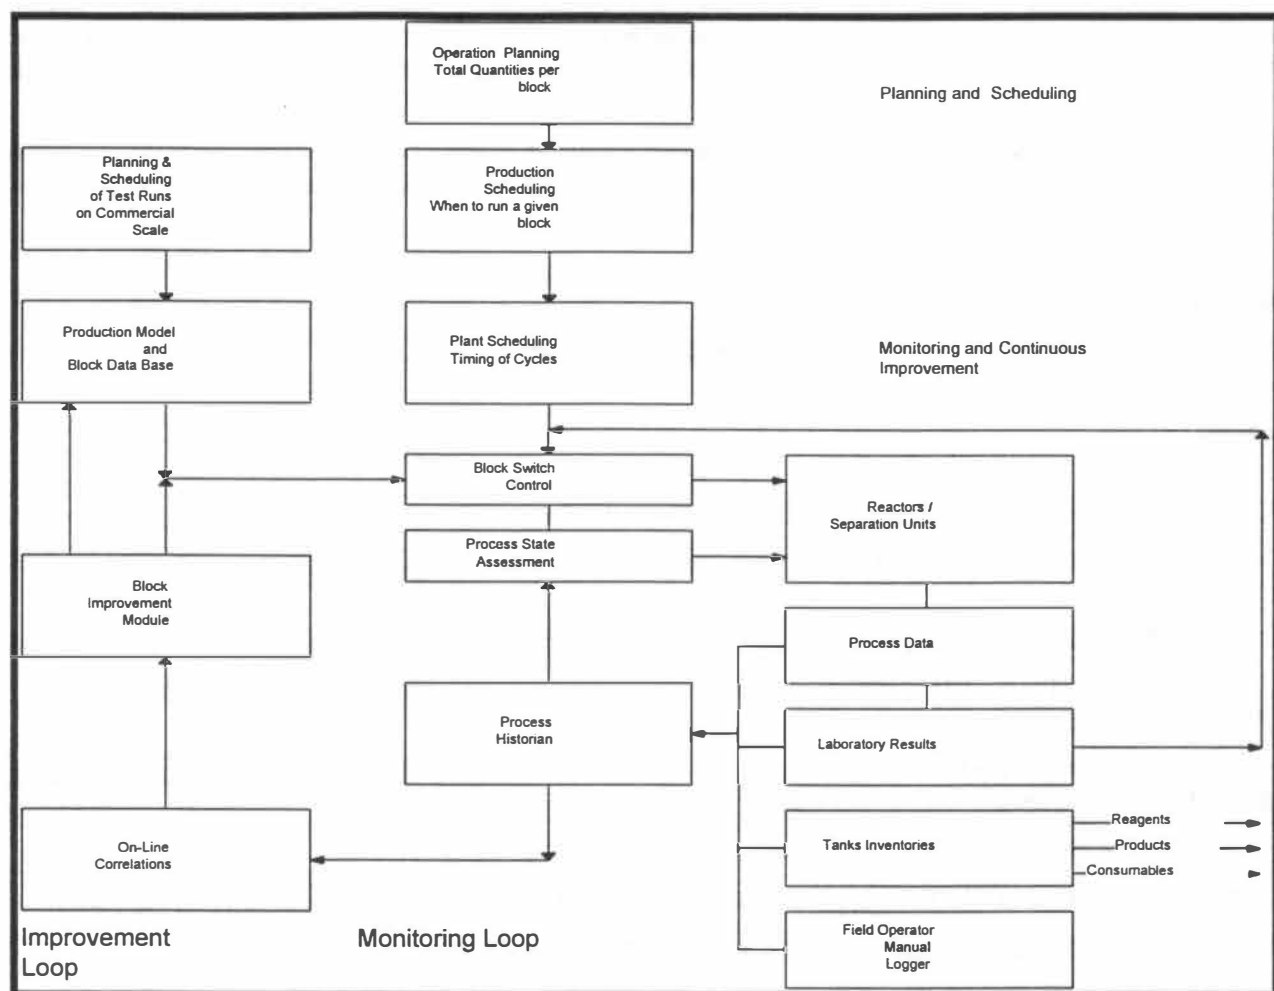 Operation Planning
Total Quantities per
block
Planning and Scheduling
Planning &
Scheduling
of Test Runs
on Commercial
Scale
Production
Scheduling
When to run a given
block
Production Model
and
Block Data Base
Plant Scheduling
Timing of Cycles
Monitoring and Continuous
Improvement
Block Switch
Control
Reactors /
Separation Units
Process State
Assessment
Block
Improvement
Module
Process Data
Process
Historian
Laboratory Results
On-Line
Correlations
Tanks Inventories
Reagents
Products
Consumables
Field Operator
Manual
Logger
Improvement
Loop
Monitoring Loop